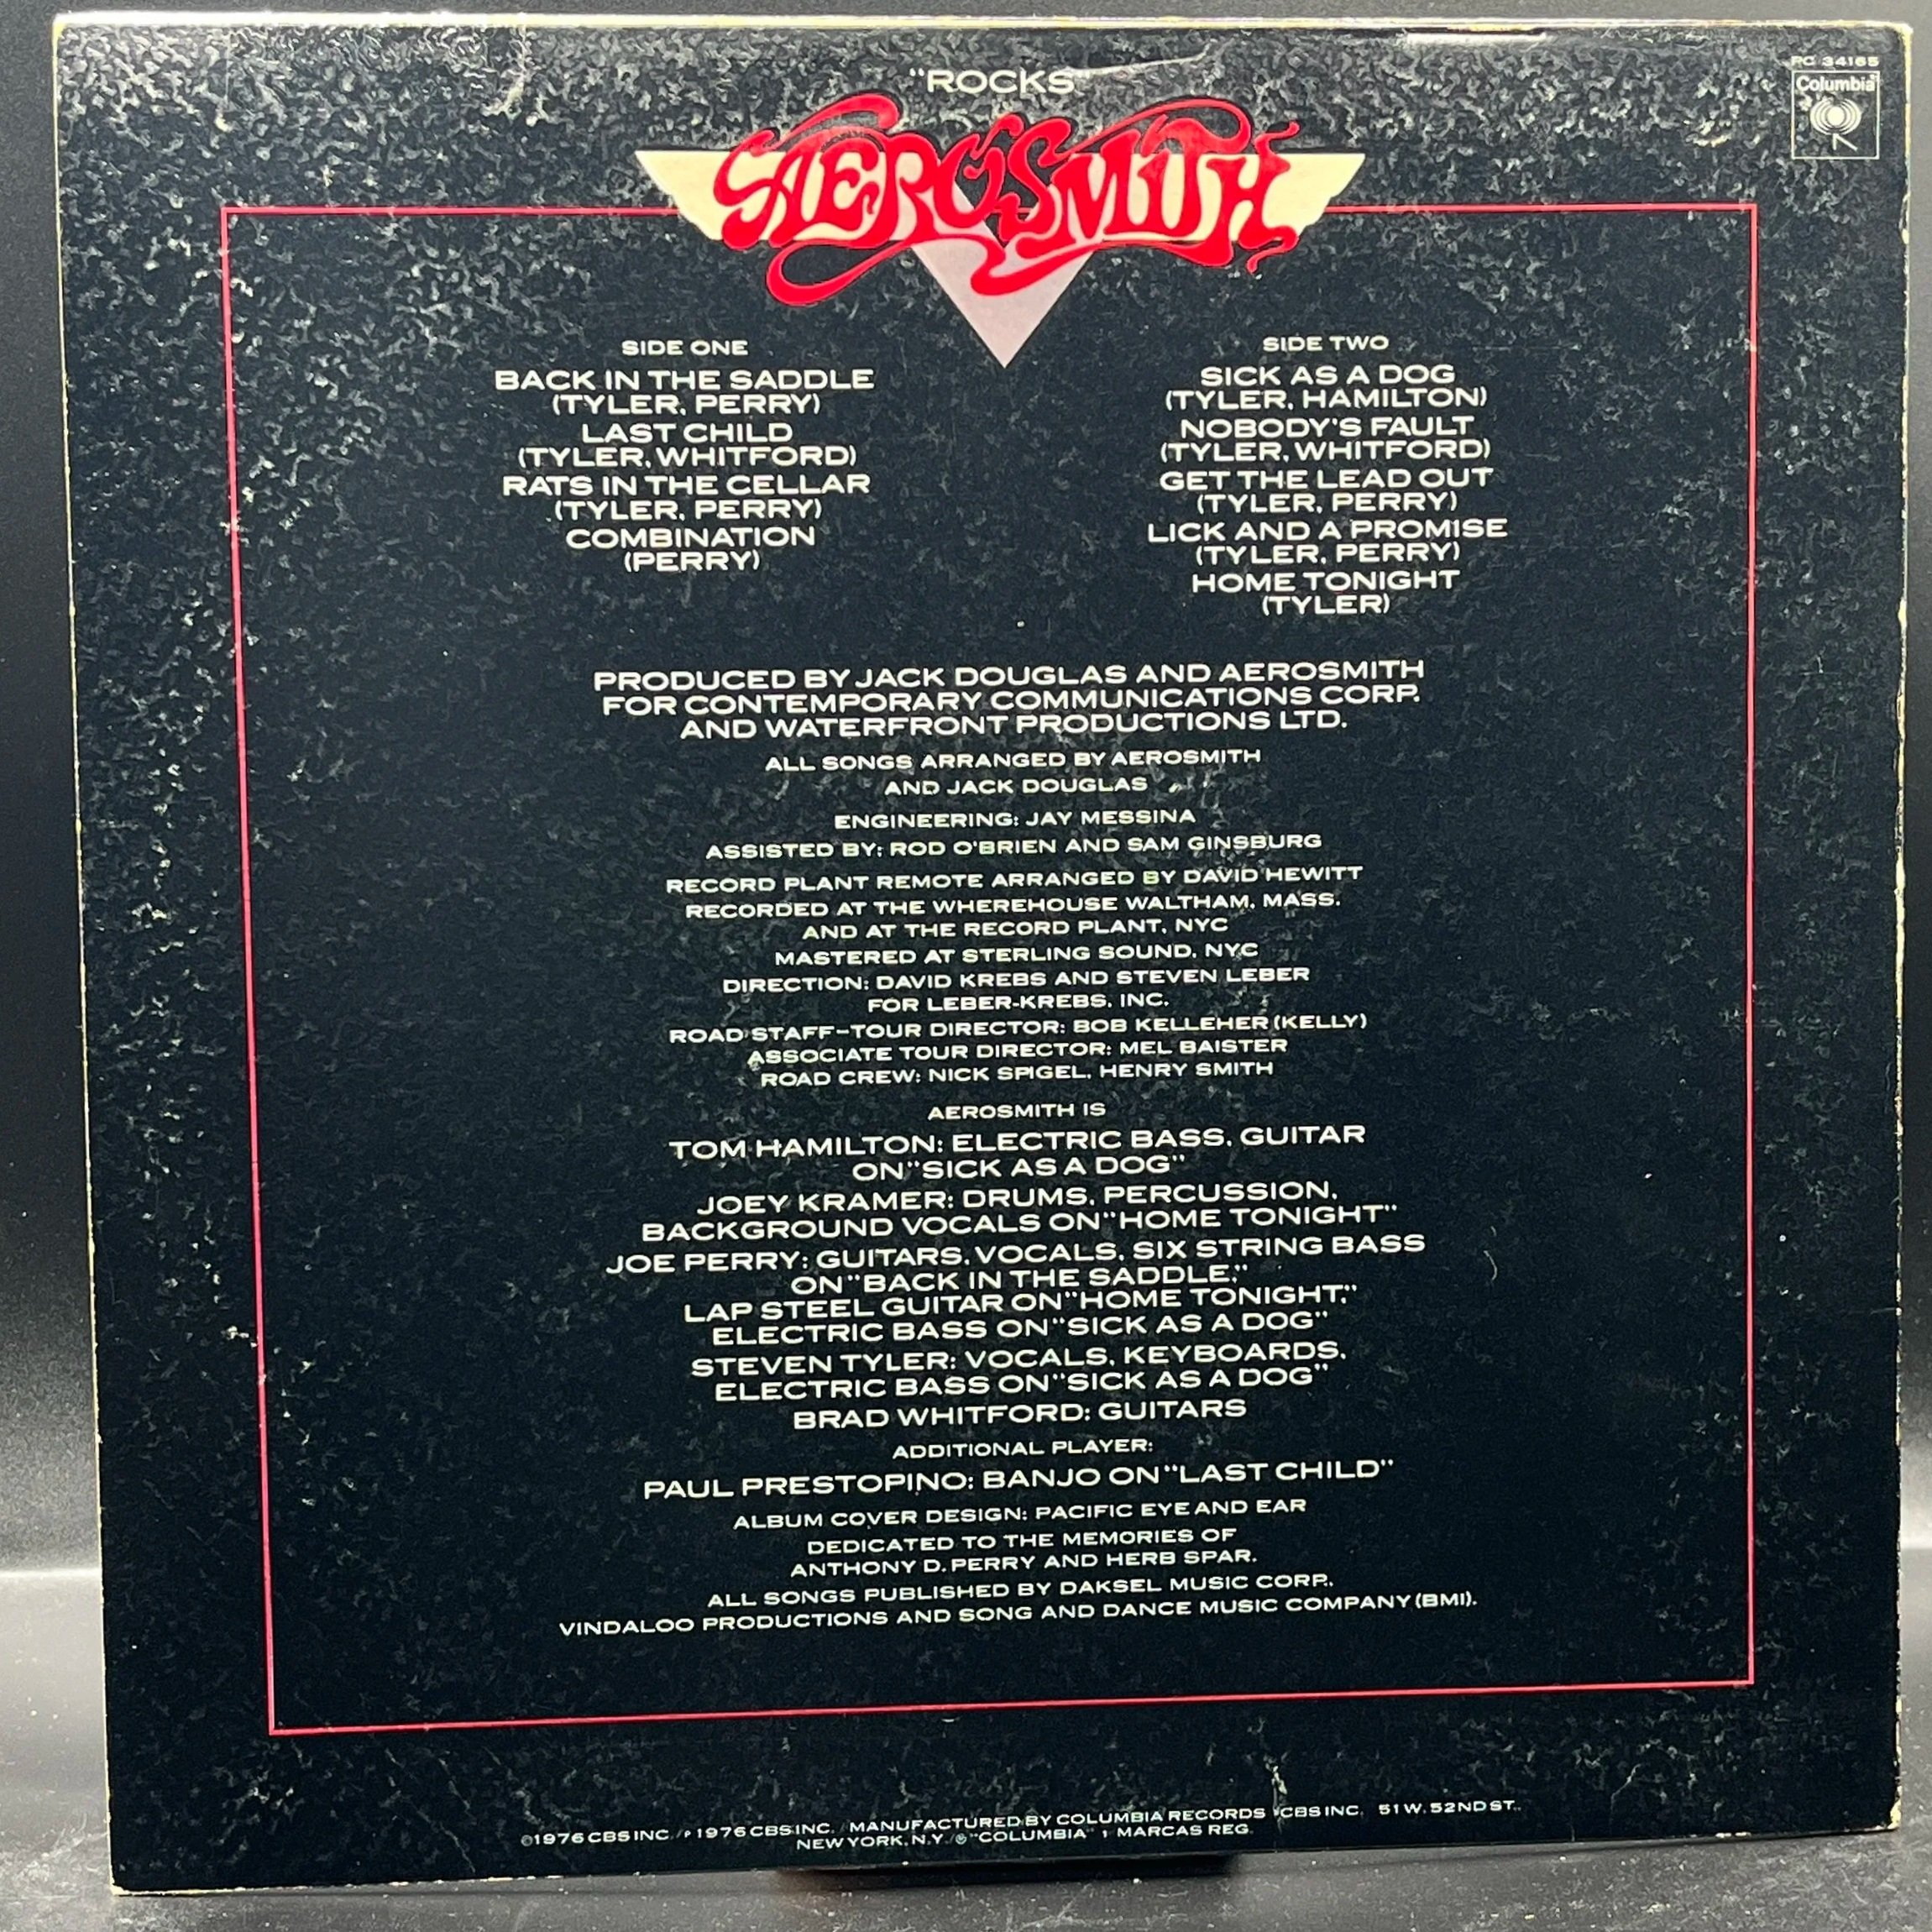 "ROCKS"
PC 34165
Columbia
AEROSMITH
SIDE ONE
BACK IN THE SADDLE
(TYLER, PERRY)
LAST CHILD
(TYLER, WHITFORD)
RATS IN THE CELLAR
(TYLER, PERRY)
COMBINATION
(PERRY)
SIDE TWO
SICK AS A DOG
(TYLER, HAMILTON)
NOBODY'S FAULT
(TYLER, WHITFORD)
GET THE LEAD OUT
(TYLER, PERRY)
LICK AND A PROMISE
(TYLER, PERRY)
HOME TONIGHT
(TYLER)
PRODUCED BY JACK DOUGLAS AND AEROSMITH
FOR CONTEMPORARY COMMUNICATIONS CORP.
AND WATERFRONT PRODUCTIONS LTD.
ALL SONGS ARRANGED BY AEROSMITH
AND JACK DOUGLAS
ENGINEERING: JAY MESSINA
ASSISTED BY: ROD O'BRIEN AND SAM GINSBURG
RECORD PLANT REMOTE ARRANGED BY DAVID HEWITT
RECORDED AT THE WHEREHOUSE WALTHAM, MASS.
AND AT THE RECORD PLANT, NYC
MASTERED AT STERLING SOUND, NYC
DIRECTION: DAVID KREBS AND STEVEN LEBER
FOR LEBER-KREBS, INC.
ROAD STAFF-TOUR DIRECTOR: BOB KELLEHER (KELLY)
ASSOCIATE TOUR DIRECTOR: MEL BAISTER
ROAD CREW: NICK SPIGEL, HENRY SMITH
AEROSMITH IS
TOM HAMILTON: ELECTRIC BASS, GUITAR
ON "SICK AS A DOG"
JOEY KRAMER: DRUMS, PERCUSSION,
BACKGROUND VOCALS ON "HOME TONIGHT"
JOE PERRY: GUITARS, VOCALS, SIX STRING BASS
ON "BACK IN THE SADDLE,"
LAP STEEL GUITAR ON "HOME TONIGHT,"
ELECTRIC BASS ON "SICK AS A DOG"
STEVEN TYLER: VOCALS, KEYBOARDS,
ELECTRIC BASS ON "SICK AS A DOG"
BRAD WHITFORD: GUITARS
ADDITIONAL PLAYER:
PAUL PRESTOPINO: BANJO ON "LAST CHILD"
ALBUM COVER DESIGN: PACIFIC EYE AND EAR
DEDICATED TO THE MEMORIES OF
ANTHONY D. PERRY AND HERB SPAR.
ALL SONGS PUBLISHED BY DAKSEL MUSIC CORP.,
VINDALOO PRODUCTIONS AND SONG AND DANCE MUSIC COMPANY (BMI).
© 1976 CBS INC. / ℗ 1976 CBS INC. / MANUFACTURED BY COLUMBIA RECORDS / CBS INC. 51 W. 52ND ST.,
NEW YORK, N.Y. / ® "COLUMBIA" MARCAS REG.